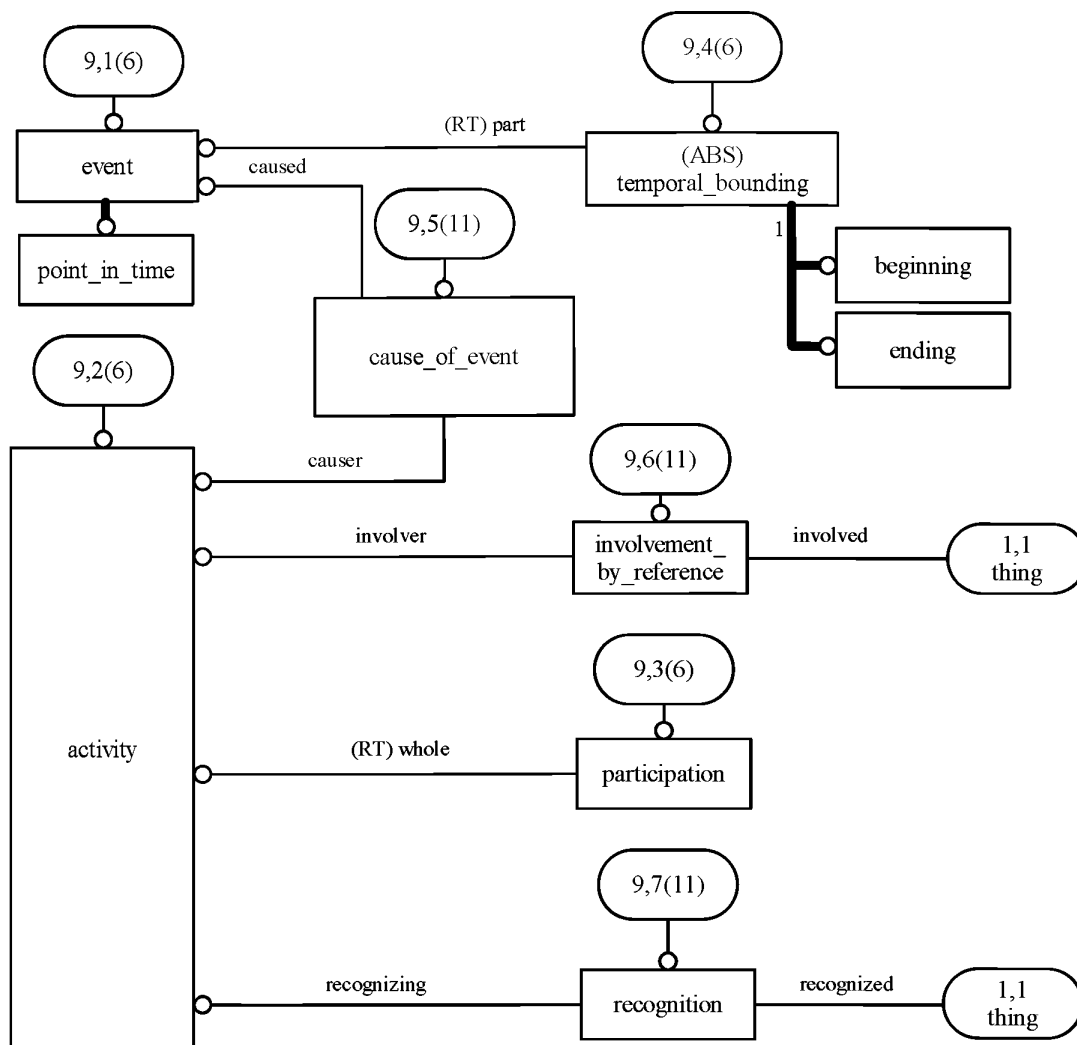 9,1(6)
9,4(6)
(RT) part
event
(ABS)
temporal_bounding
caused
9,5(11)
1
point_in_time
beginning
cause_of_event
ending
9,2(6)
causer
9,6(11)
involver
involvement_
by_reference
involved
1,1
thing
9,3(6)
activity
(RT) whole
participation
9,7(11)
recognizing
recognition
recognized
1,1
thing